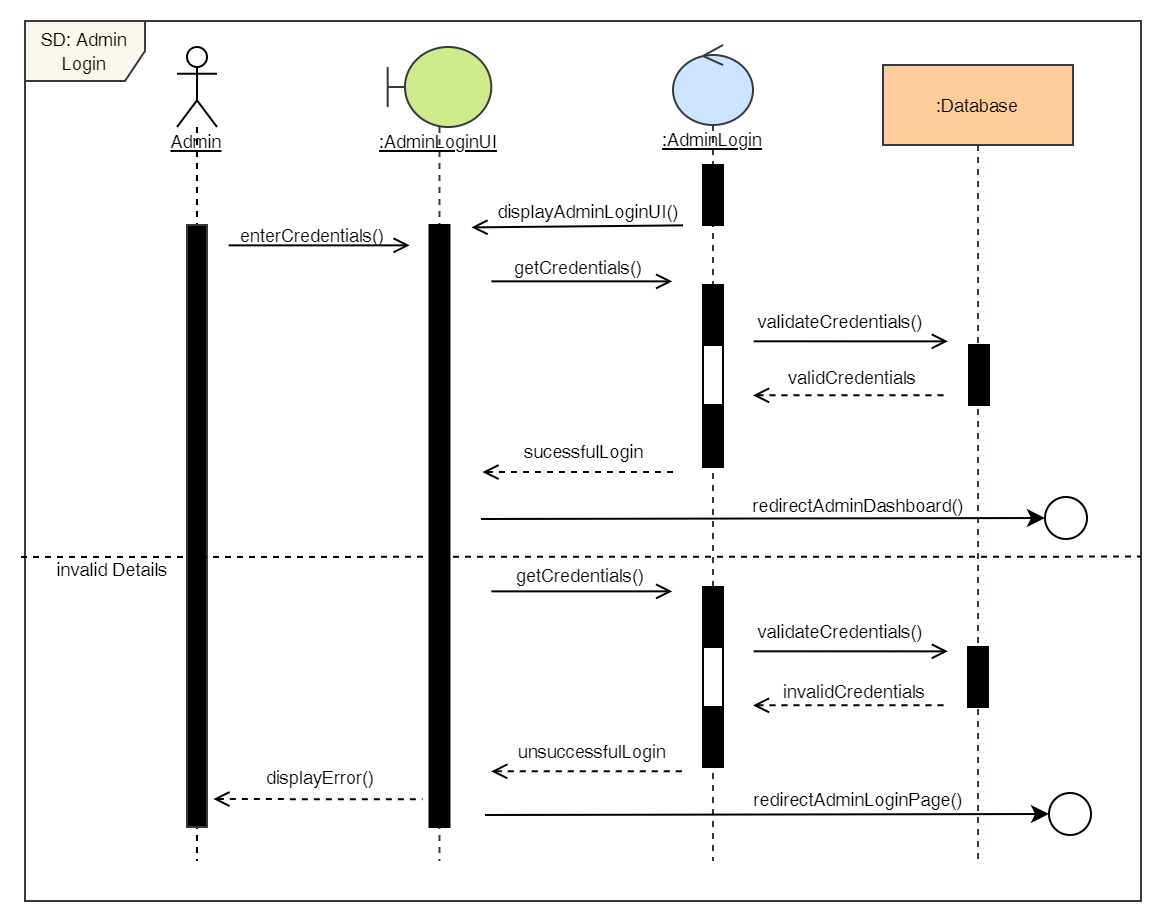 SD: Admin
Login
Admin
:AdminLoginUI
:AdminLogin
:Database
displayAdminLoginUI()
enterCredentials()
getCredentials()
validateCredentials()
validCredentials
sucessfulLogin
redirectAdminDashboard()
invalid Details
getCredentials()
validateCredentials()
invalidCredentials
unsuccessfulLogin
displayError()
redirectAdminLoginPage()